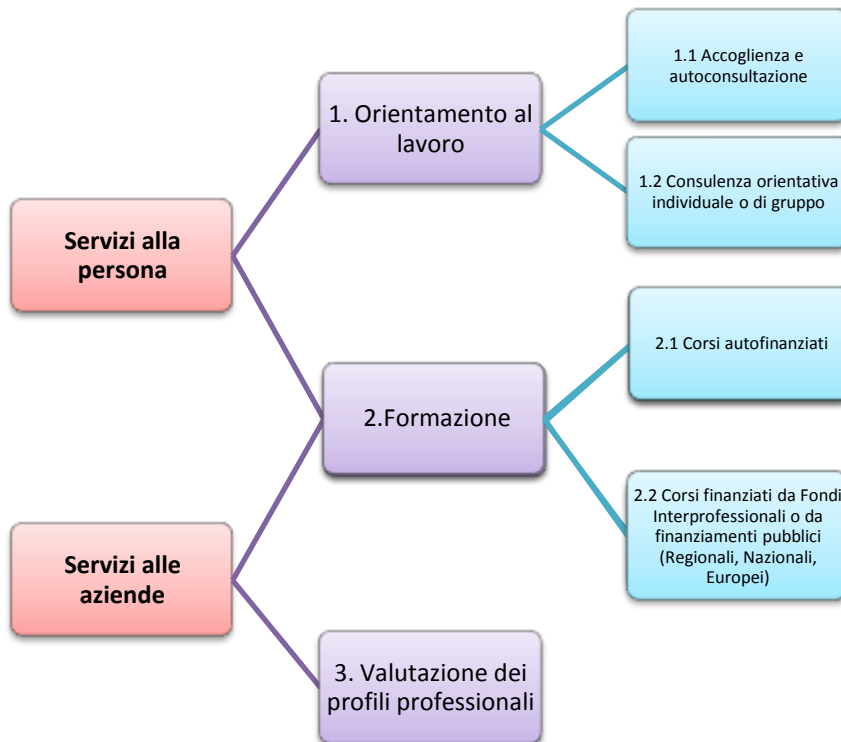 Servizi alla
persona
Servizi alle
aziende
1. Orientamento al
lavoro
2.Formazione
3. Valutazione dei
profili professionali
1.1 Accoglienza e
autoconsultazione
1.2 Consulenza orientativa
individuale o di gruppo
2.1 Corsi autofinanziati
2.2 Corsi finanziati da Fondi
Interprofessionali o da
finanziamenti pubblici
(Regionali, Nazionali,
Europei)